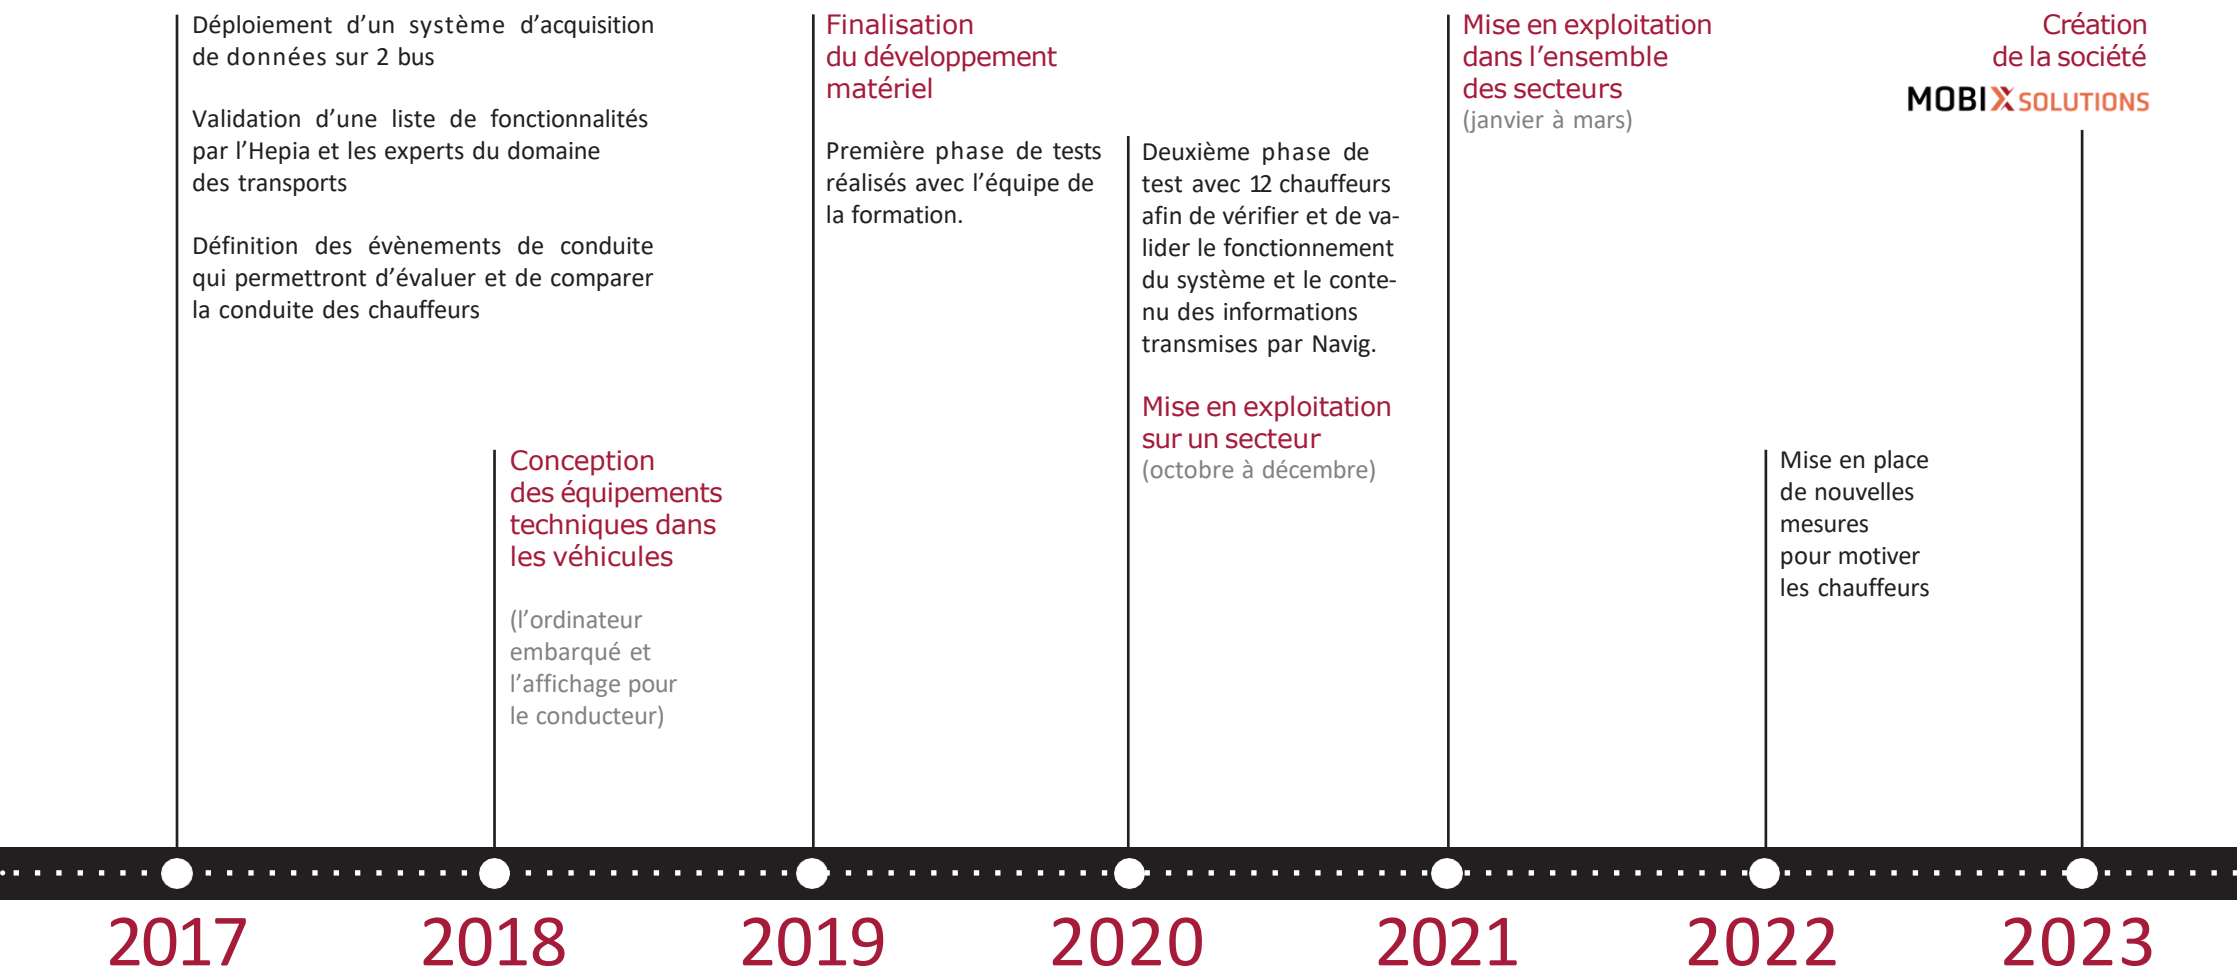 Déploiement d’un système d’acquisition
de données sur 2 bus
Validation d’une liste de fonctionnalités
par l’Hepia et les experts du domaine
des transports
Définition des évènements de conduite
qui permettront d’évaluer et de comparer
la conduite des chauffeurs
Conception
des équipements
techniques dans
les véhicules
(l’ordinateur
embarqué et
l’affichage pour
le conducteur)
Finalisation
du développement
matériel
Première phase de tests
réalisés avec l’équipe de
la formation.
Deuxième phase de
test avec 12 chauffeurs
afin de vérifier et de va-
lider le fonctionnement
du système et le conte-
nu des informations
transmises par Navig.
Mise en exploitation
sur un secteur
(octobre à décembre)
Mise en exploitation
dans l’ensemble
des secteurs
(janvier à mars)
Mise en place
de nouvelles
mesures
pour motiver
les chauffeurs
Création
de la société
MOBIX SOLUTIONS
2017
2018
2019
2020
2021
2022
2023